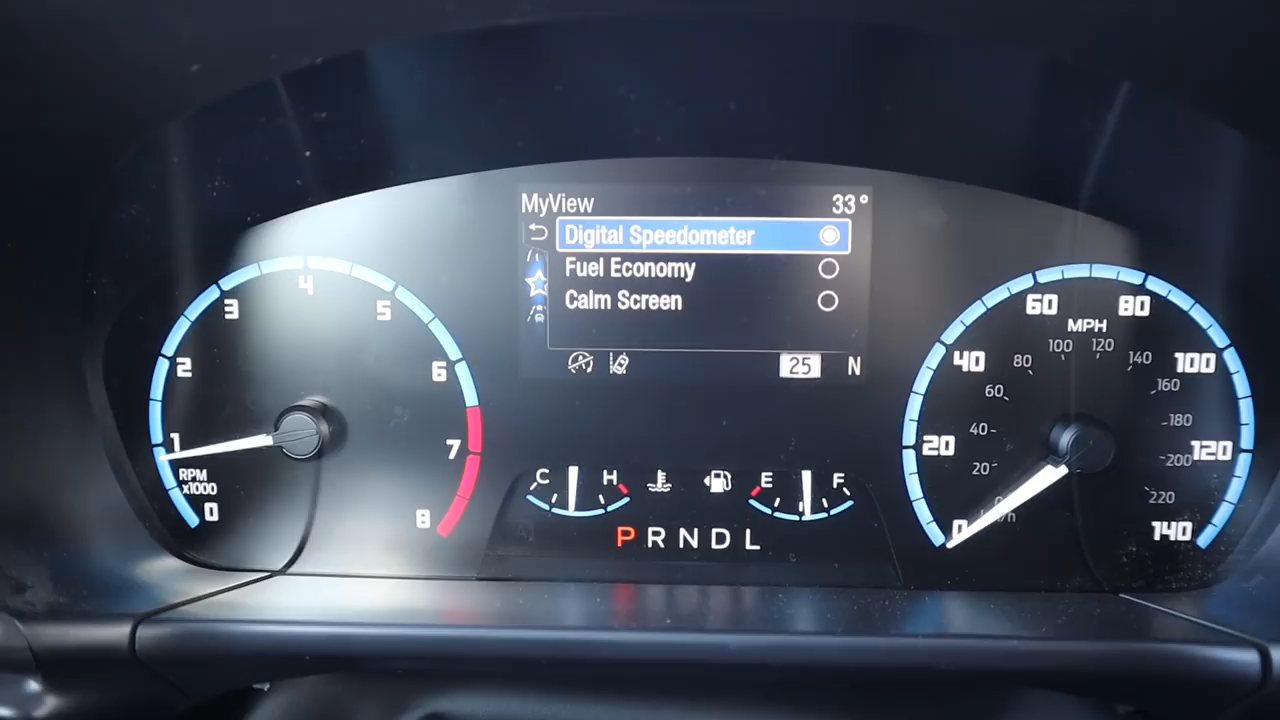 MyView 33°
Digital Speedometer
Fuel Economy
Calm Screen
25 N
0 1 2 3 4 5 6 7 8
RPM
x1000
C H
E F
P R N D L
0 20 40 60 80 100 120 140
MPH
0 20 40 60 80 100 120 140 160 180 200 220
km/h